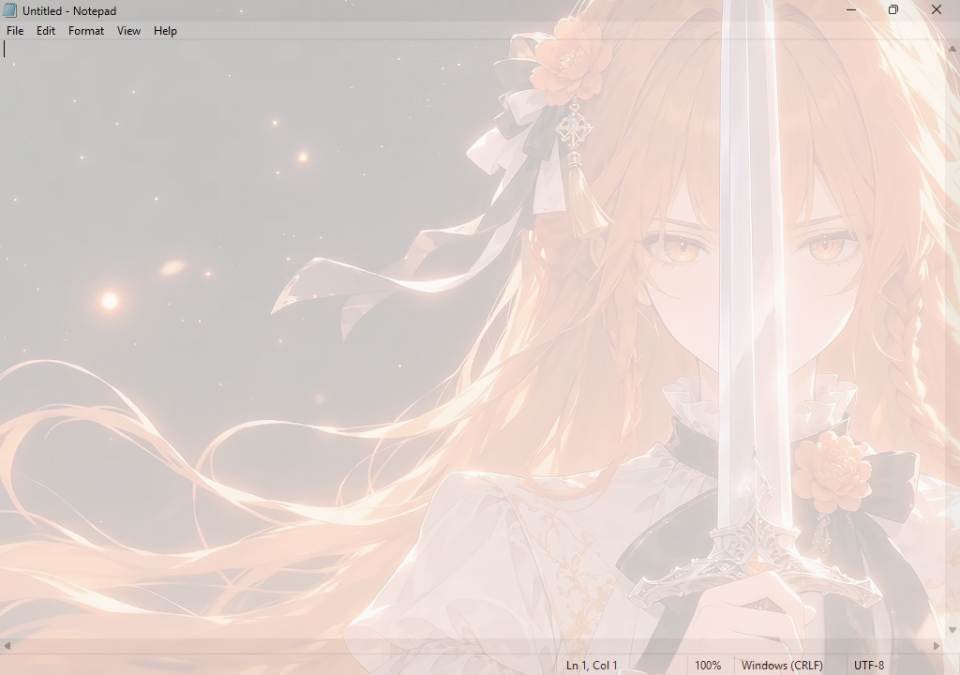 Untitled - Notepad
File Edit Format View Help
Ln 1, Col 1 100% Windows (CRLF) UTF-8